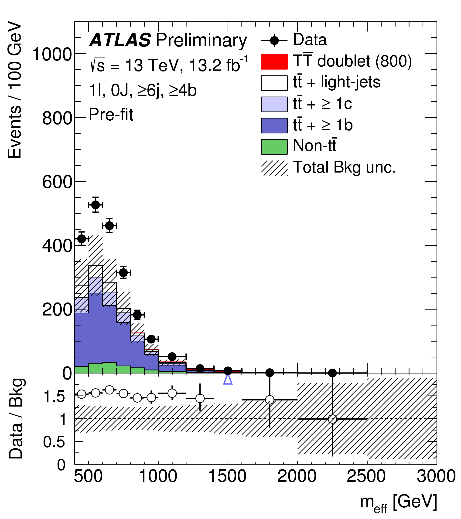 ATLAS Preliminary
√s = 13 TeV, 13.2 fb⁻¹
1l, 0J, ≥6j, ≥4b
Pre-fit
Data
TT̄ doublet (800)
tt̄ + light-jets
tt̄ + ≥ 1c
tt̄ + ≥ 1b
Non-tt̄
Total Bkg unc.
Events / 100 GeV
1000
800
600
400
200
0
Data / Bkg
1.5
1
0.5
0
500 1000 1500 2000 2500 3000
m_eff [GeV]